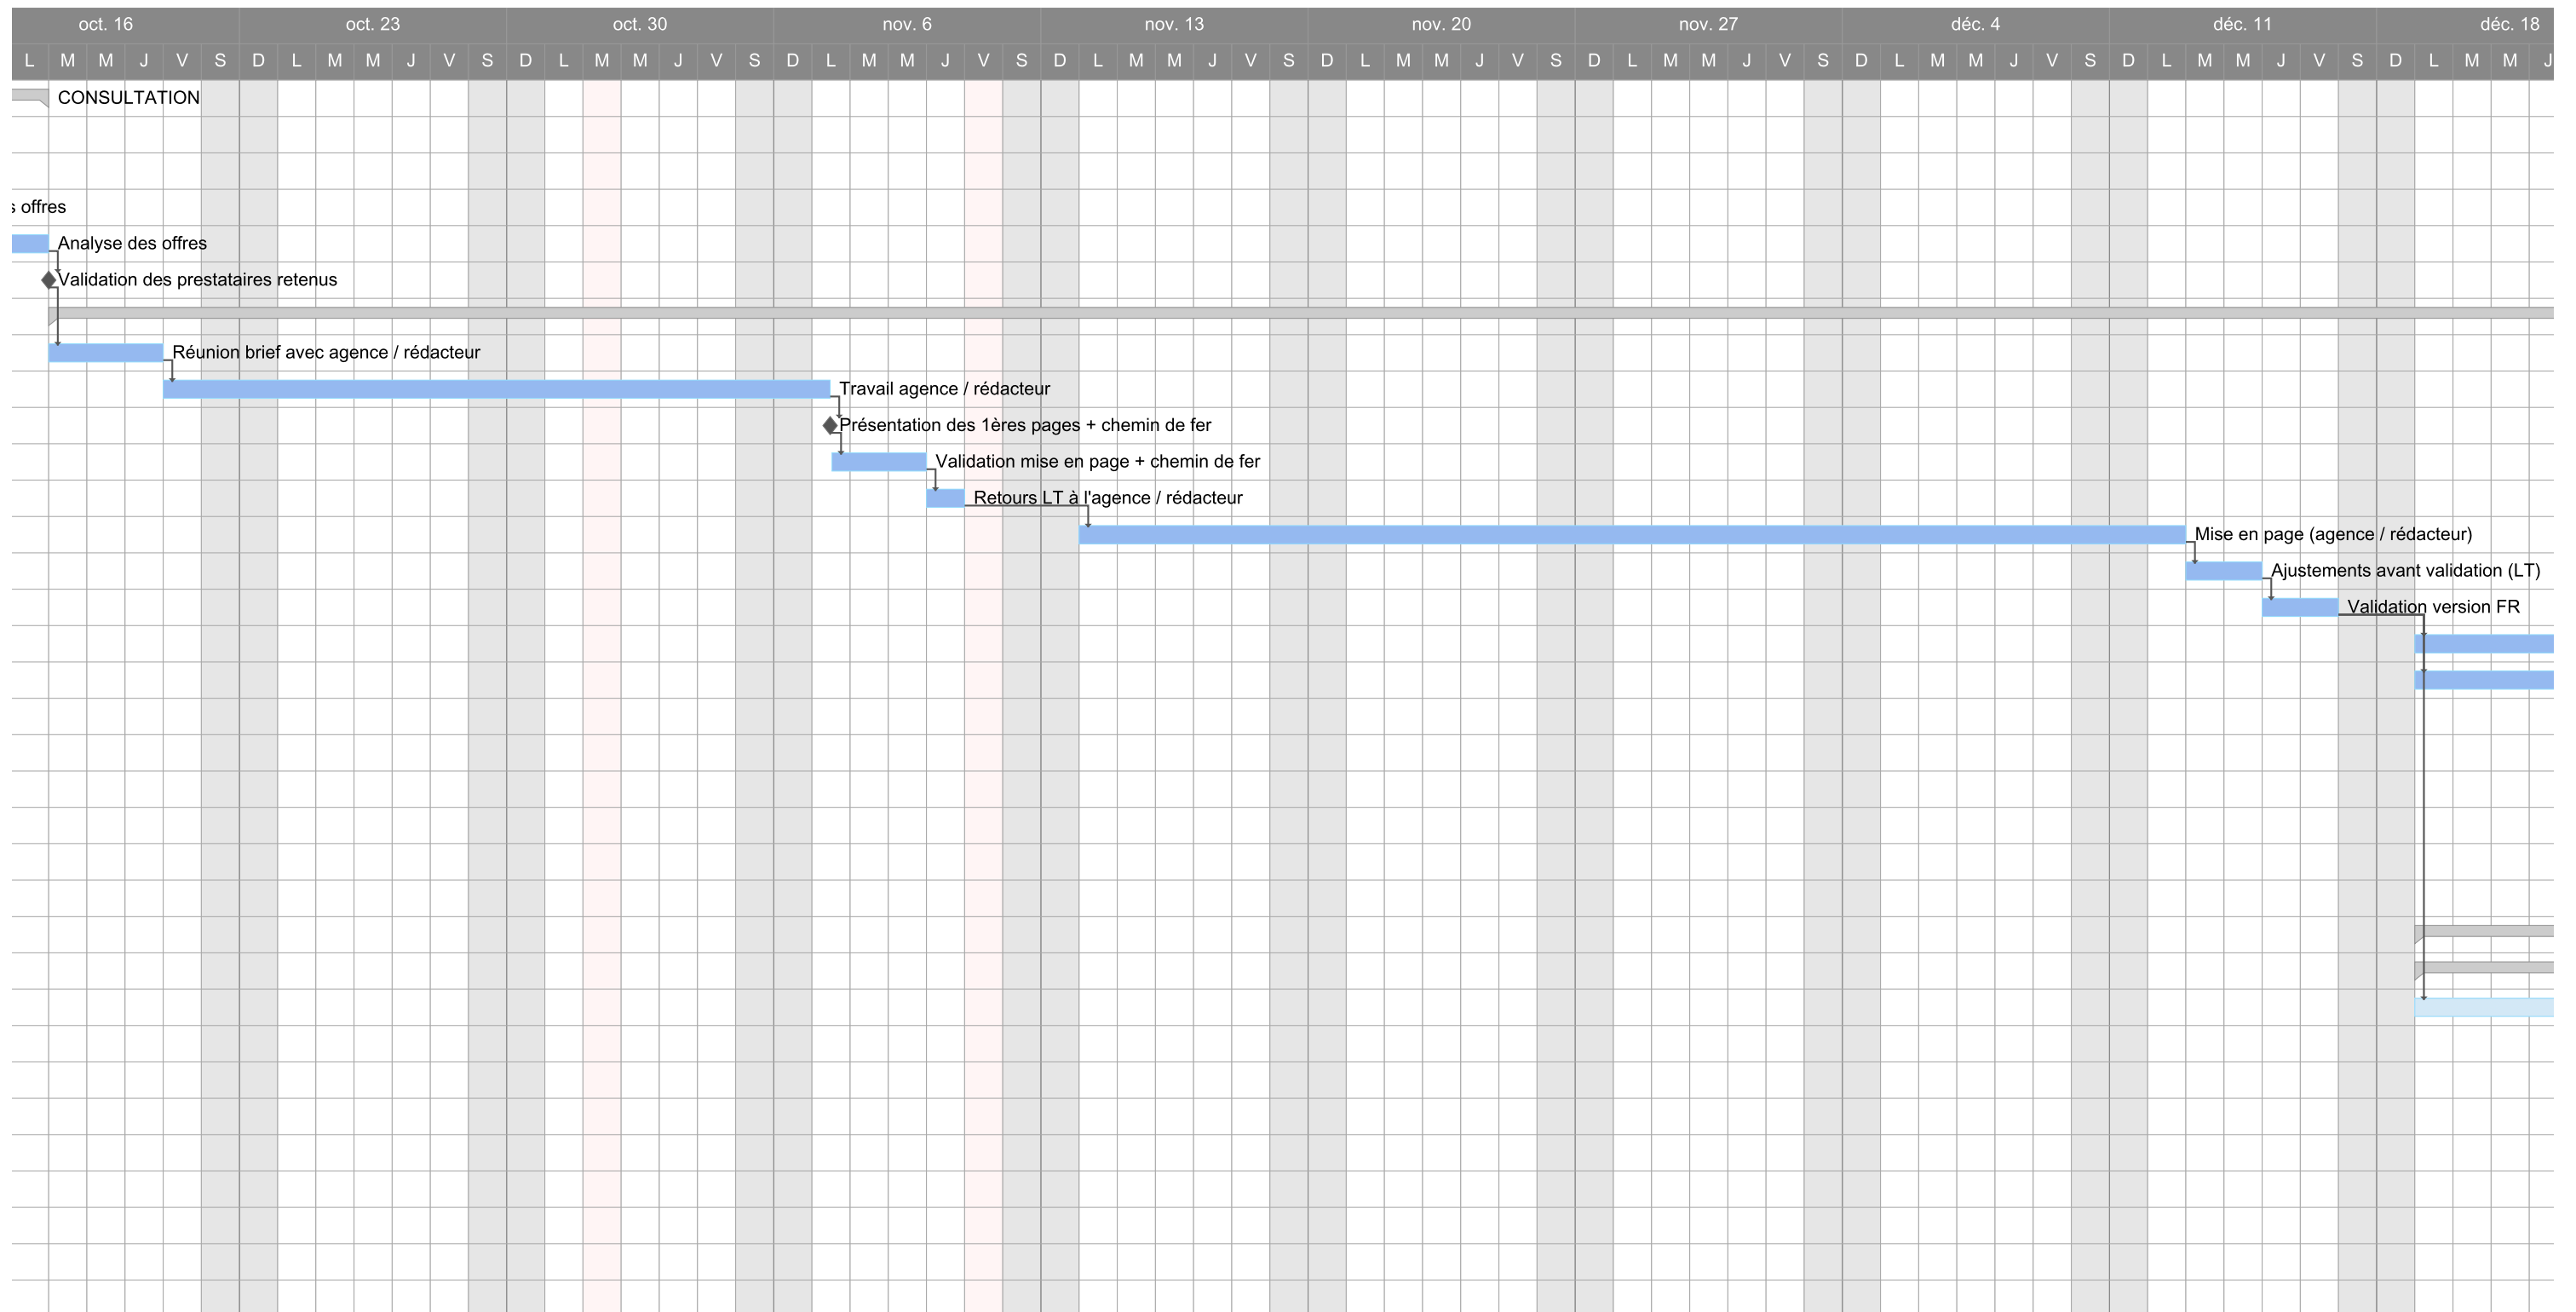 oct. 16 oct. 23 oct. 30 nov. 6 nov. 13 nov. 20 nov. 27 déc. 4 déc. 11 déc. 18
L M M J V S D L M M J V S D L M M J V S D L M M J V S D L M M J V S D L M M J V S D L M M J V S D L M M J V S D L M M J V S D L M M J
CONSULTATION
s offres
Analyse des offres
Validation des prestataires retenus
Réunion brief avec agence / rédacteur
Travail agence / rédacteur
Présentation des 1ères pages + chemin de fer
Validation mise en page + chemin de fer
Retours LT à l'agence / rédacteur
Mise en page (agence / rédacteur)
Ajustements avant validation (LT)
Validation version FR